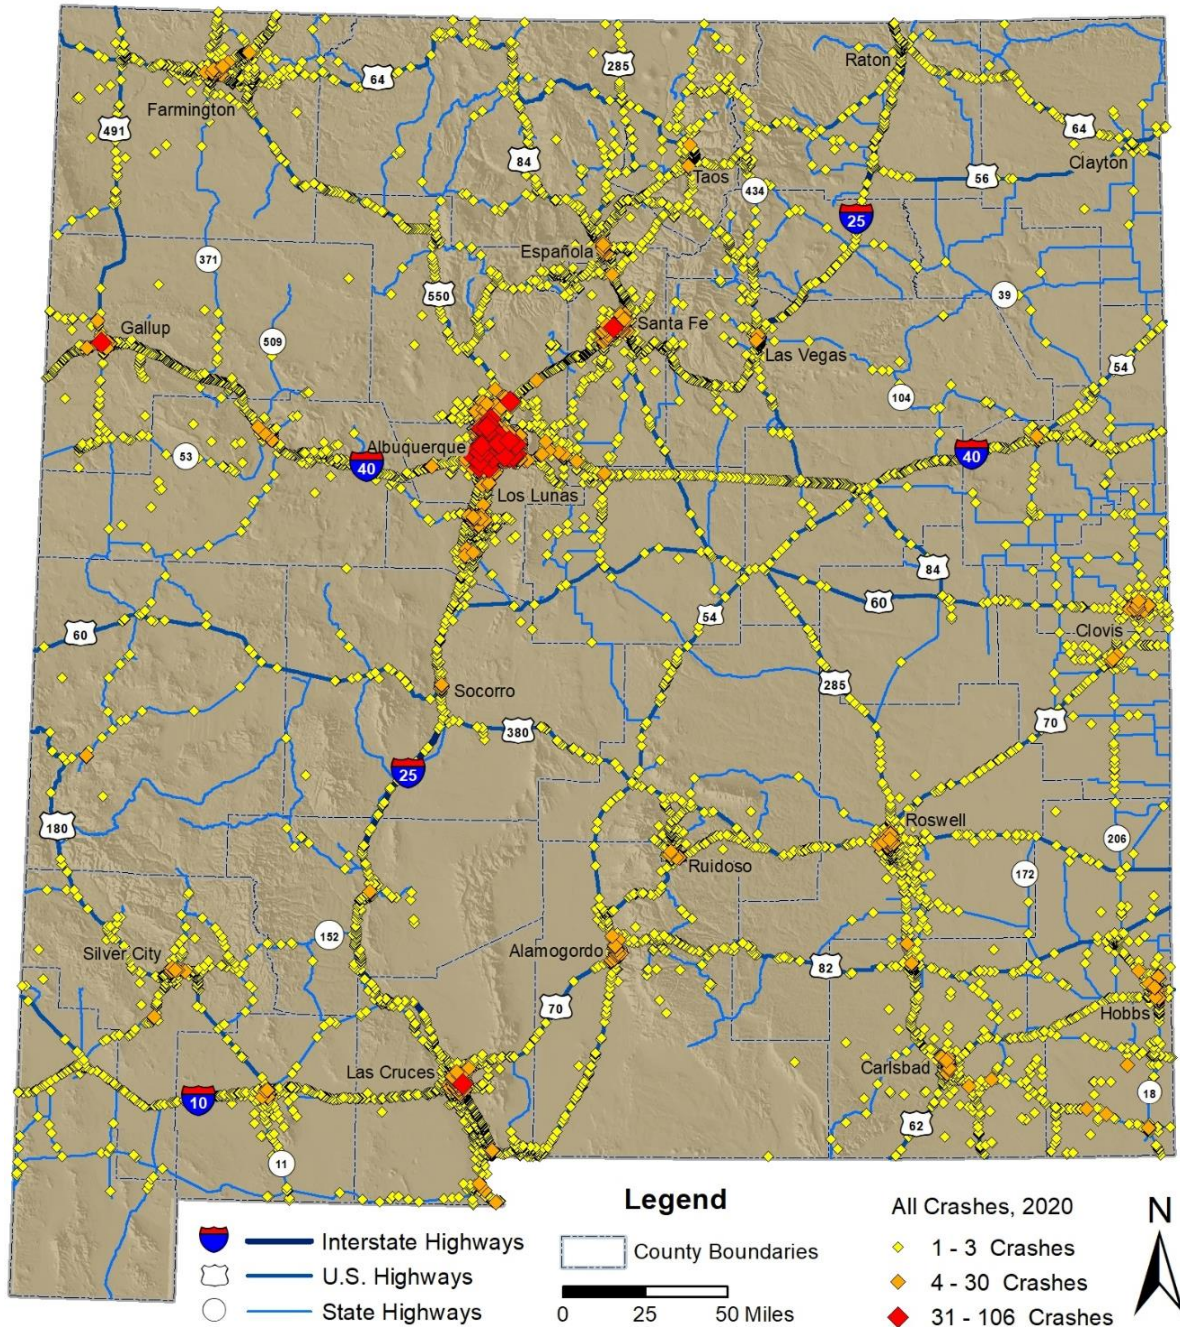 285
Raton
64
Farmington
491
64
84
Clayton
Taos
56
434
25
Española
371
550
39
Gallup
Santa Fe
509
Las Vegas
54
104
Albuquerque
53
40
40
Los Lunas
84
60
54
Clovis
60
285
Socorro
70
380
25
180
Roswell
206
Ruidoso
172
152
Silver City
Alamogordo
82
70
Hobbs
Las Cruces
Carlsbad
10
18
62
11
Legend
Interstate Highways
U.S. Highways
State Highways
County Boundaries
0 25 50 Miles
All Crashes, 2020
1 - 3 Crashes
4 - 30 Crashes
31 - 106 Crashes
N